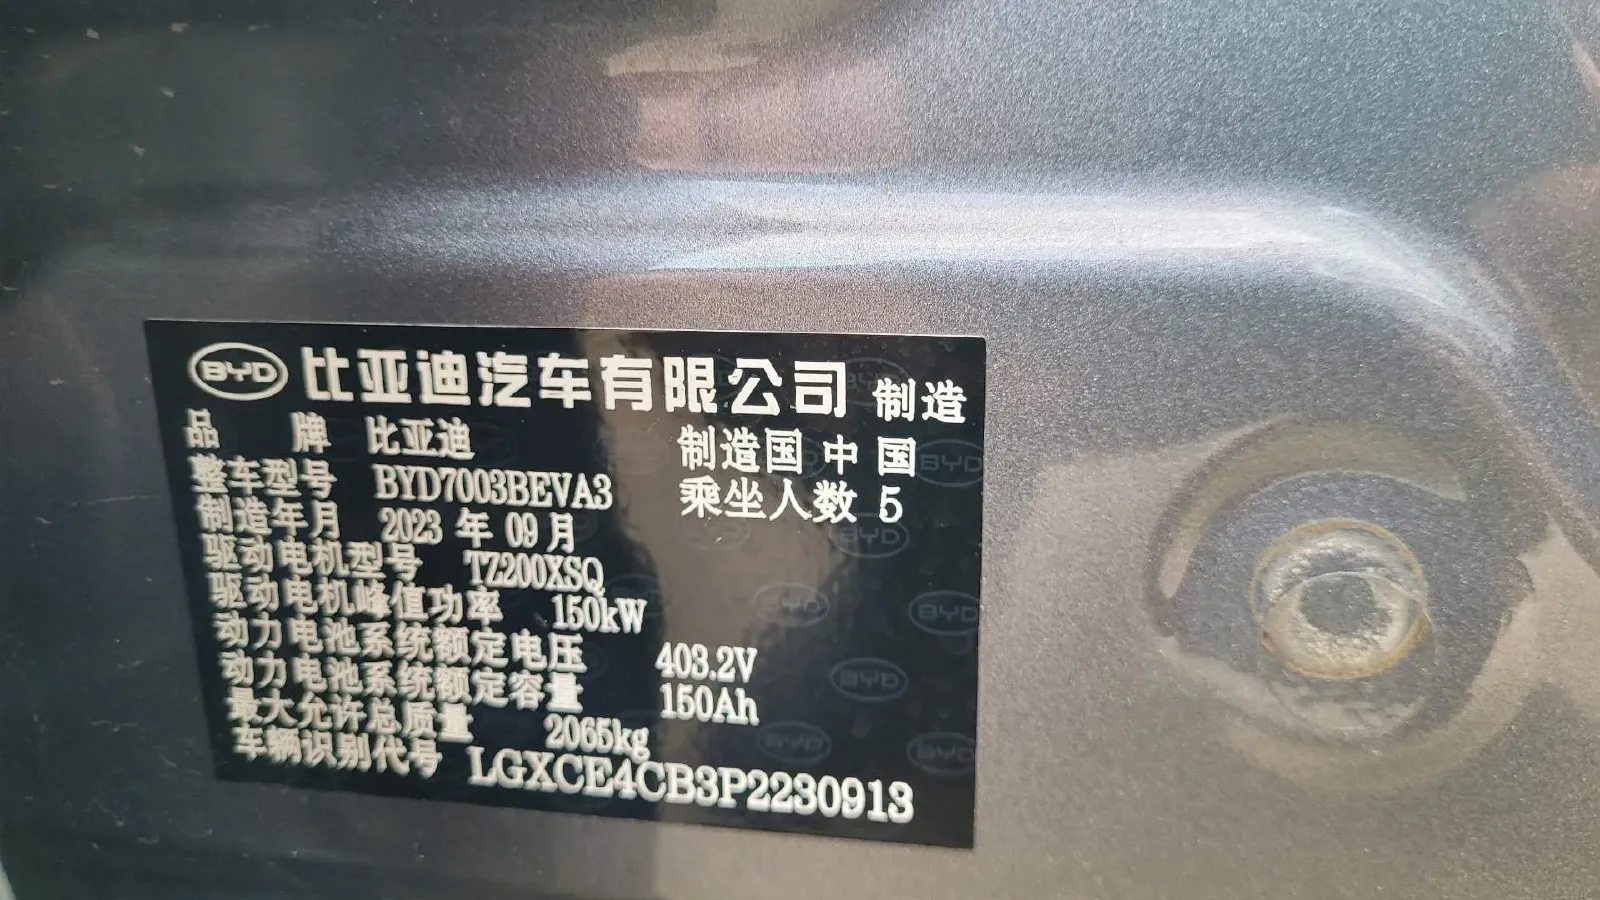 BYD 比亚迪汽车有限公司 制造
品 牌 比亚迪 制造国 中国
整车型号 BYD7003BEVA3 乘坐人数 5
制造年月 2023 年 09 月
驱动电机型号 TZ200XSQ
驱动电机峰值功率 150kW
动力电池系统额定电压 403.2V
动力电池系统额定容量 150Ah
最大允许总质量 2065kg
车辆识别代号 LGXCE4CB3P2230913